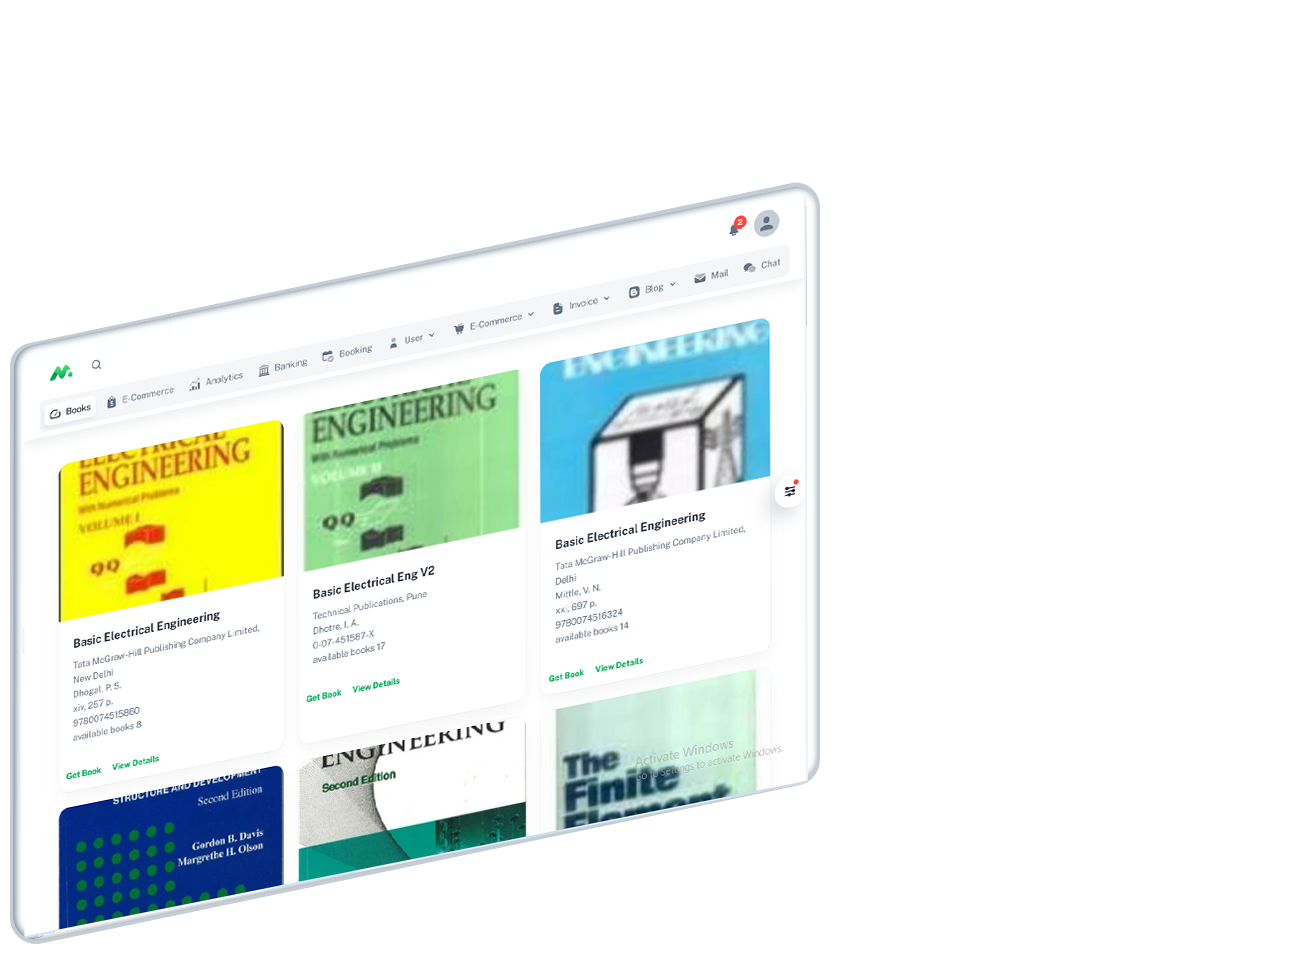 2
Books
E-Commerce
Analytics
Banking
Booking
User
E-Commerce
Invoice
Blog
Mail
Chat
ELECTRICAL
ENGINEERING
With Numerical Problems
VOLUME I
QQ
Basic Electrical Engineering
Tata McGraw-Hill Publishing Company Limited,
New Delhi
Dhogal, P. S.
xiv, 257 p.
9780074515860
available books 8
Get Book View Details
ELECTRICAL
ENGINEERING
With Numerical Problems
VOLUME II
QQ
Basic Electrical Eng V2
Technical Publications, Pune
Dhotre, I. A.
0-07-451587-X
available books 17
Get Book View Details
ENGINEERING
Basic Electrical Engineering
Tata McGraw-Hill Publishing Company Limited,
Delhi
Mittle, V. N.
xxi, 697 p.
9780074516324
available books 14
Get Book View Details
STRUCTURE AND DEVELOPMENT
Second Edition
Gordon B. Davis
Margrethe H. Olson
ENGINEERING
Second Edition
The
Finite
Element
Activate Windows
Go to Settings to activate Windows.